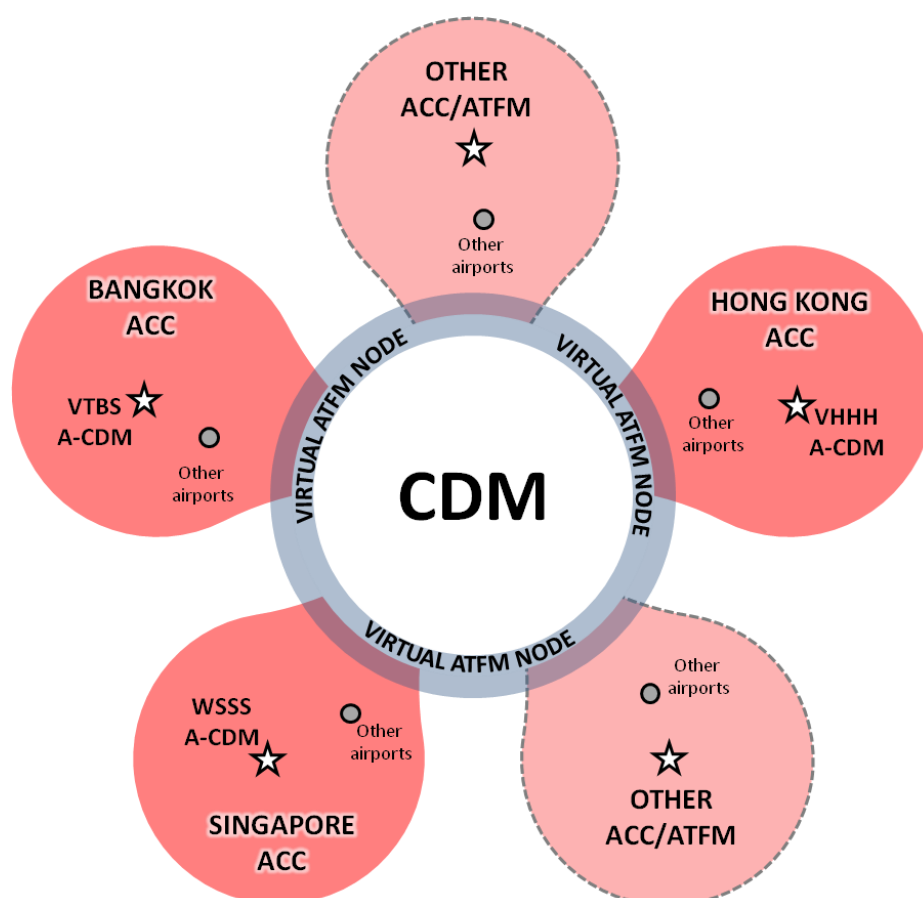 OTHER
ACC/ATFM
Other
airports
BANGKOK
ACC
VTBS
A-CDM
Other
airports
HONG KONG
ACC
Other
airports
VHHH
A-CDM
VIRTUAL ATFM NODE
VIRTUAL ATFM NODE
CDM
VIRTUAL ATFM NODE
WSSS
A-CDM
Other
airports
SINGAPORE
ACC
Other
airports
OTHER
ACC/ATFM